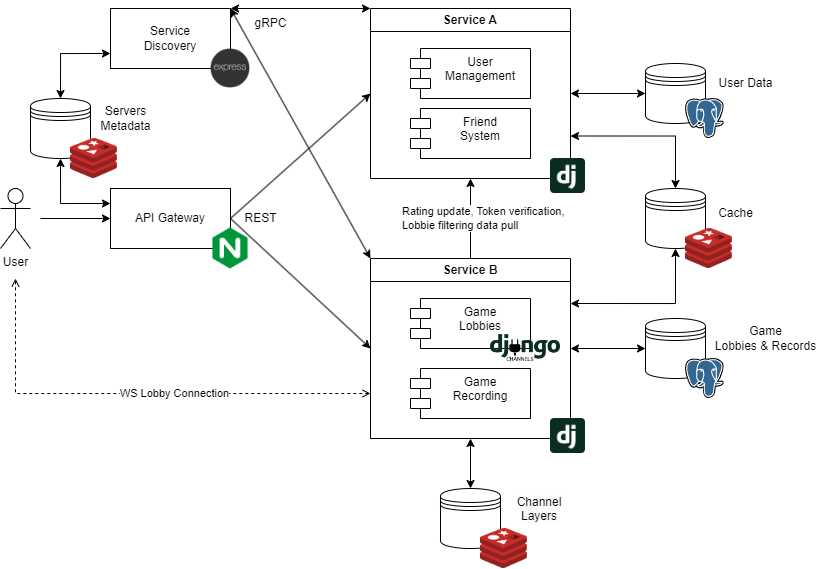 Service
Discovery
express
gRPC
Service A
User
Management
Friend
System
dj
User Data
Servers
Metadata
API Gateway
REST
User
Rating update, Token verification,
Lobbie filtering data pull
Cache
Service B
Game
Lobbies
django
CHANNELS
Game
Recording
dj
Game
Lobbies & Records
WS Lobby Connection
Channel
Layers